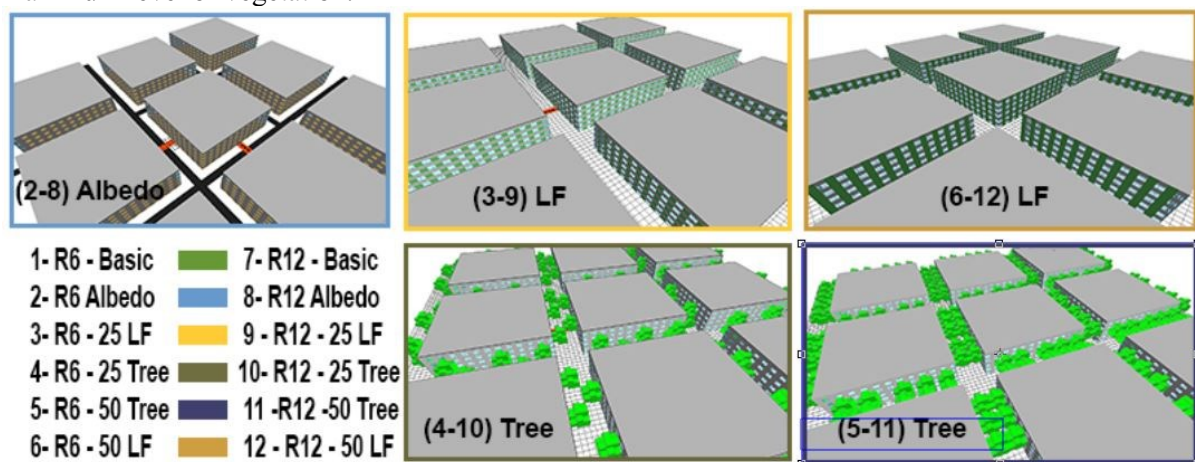 (2-8) Albedo
(3-9) LF
(6-12) LF
1- R6 - Basic
7- R12 - Basic
2- R6 Albedo
8- R12 Albedo
3- R6 - 25 LF
9 - R12 - 25 LF
4 - R6 - 25 Tree
10- R12 - 25 Tree
5 - R6 - 50 Tree
11 -R12 -50 Tree
6 - R6 - 50 LF
12 - R12 - 50 LF
(4-10) Tree
(5-11) Tree